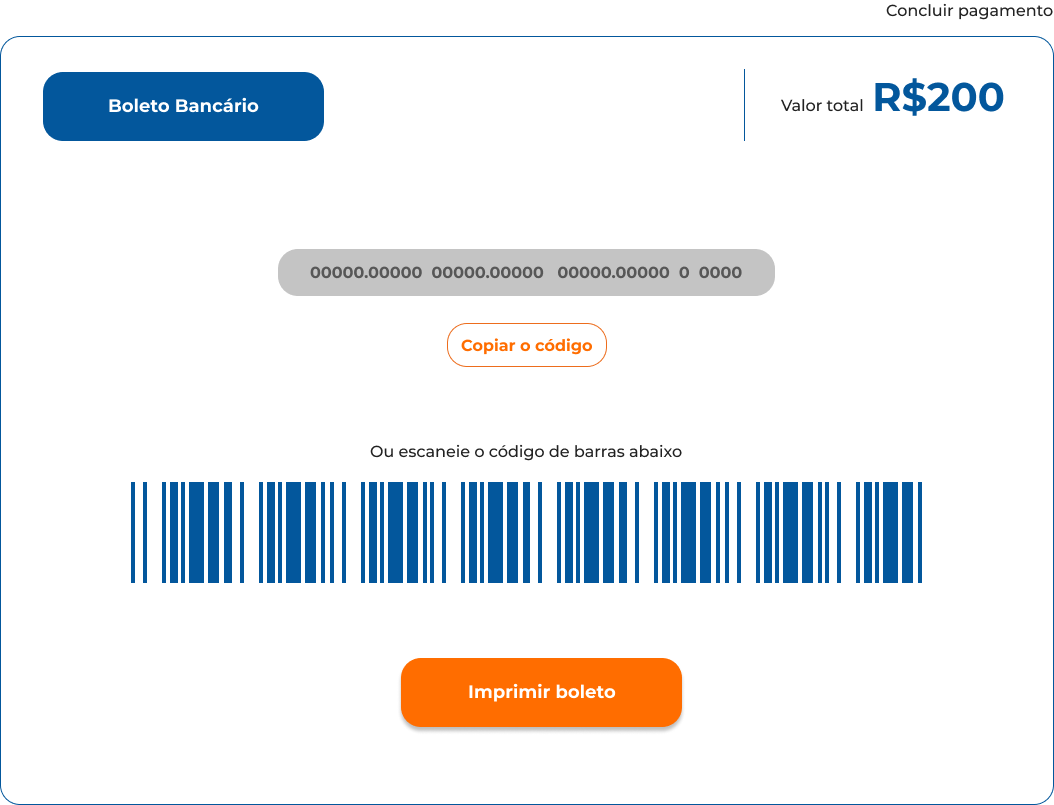 Concluir pagamento
Boleto Bancário
Valor total R$200
00000.00000 00000.00000 00000.00000 0 0000
Copiar o código
Ou escaneie o código de barras abaixo
Imprimir boleto